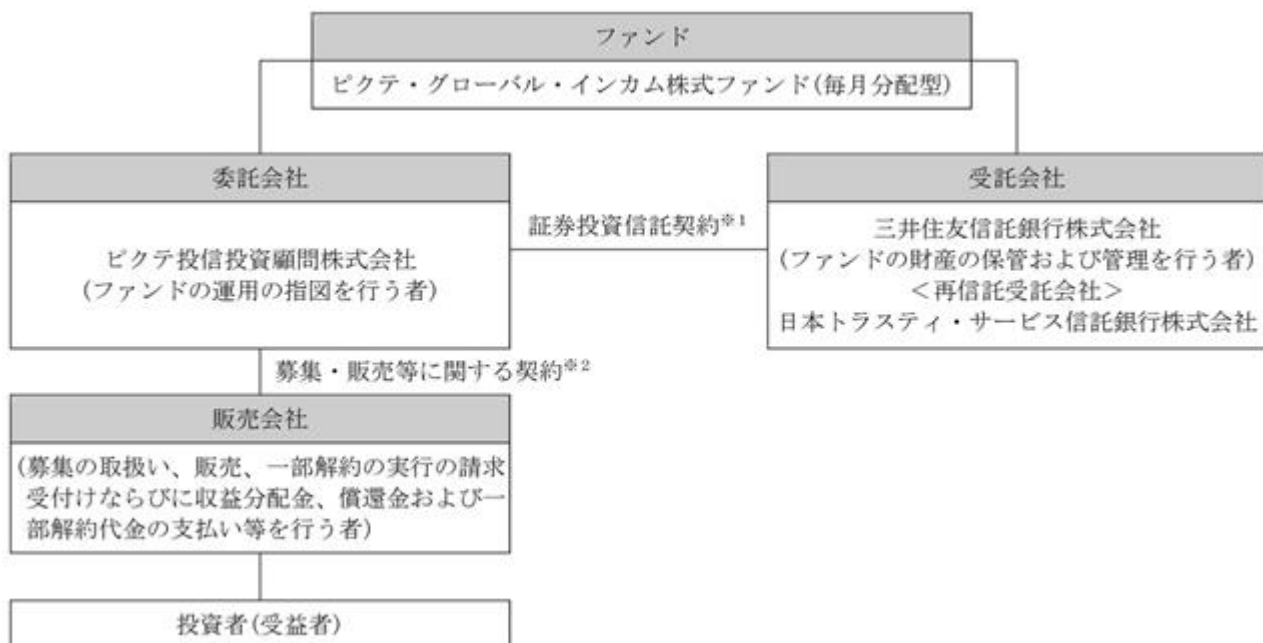 ファンド
ピクテ・グローバル・インカム株式ファンド(毎月分配型)
委託会社
ピクテ投信投資顧問株式会社
(ファンドの運用の指図を行う者)
証券投資信託契約※1
受託会社
三井住友信託銀行株式会社
(ファンドの財産の保管および管理を行う者)
＜再信託受託会社＞
日本トラスティ・サービス信託銀行株式会社
募集・販売等に関する契約※2
販売会社
(募集の取扱い、販売、一部解約の実行の請求
受付けならびに収益分配金、償還金および一
部解約代金の支払い等を行う者)
投資者(受益者)